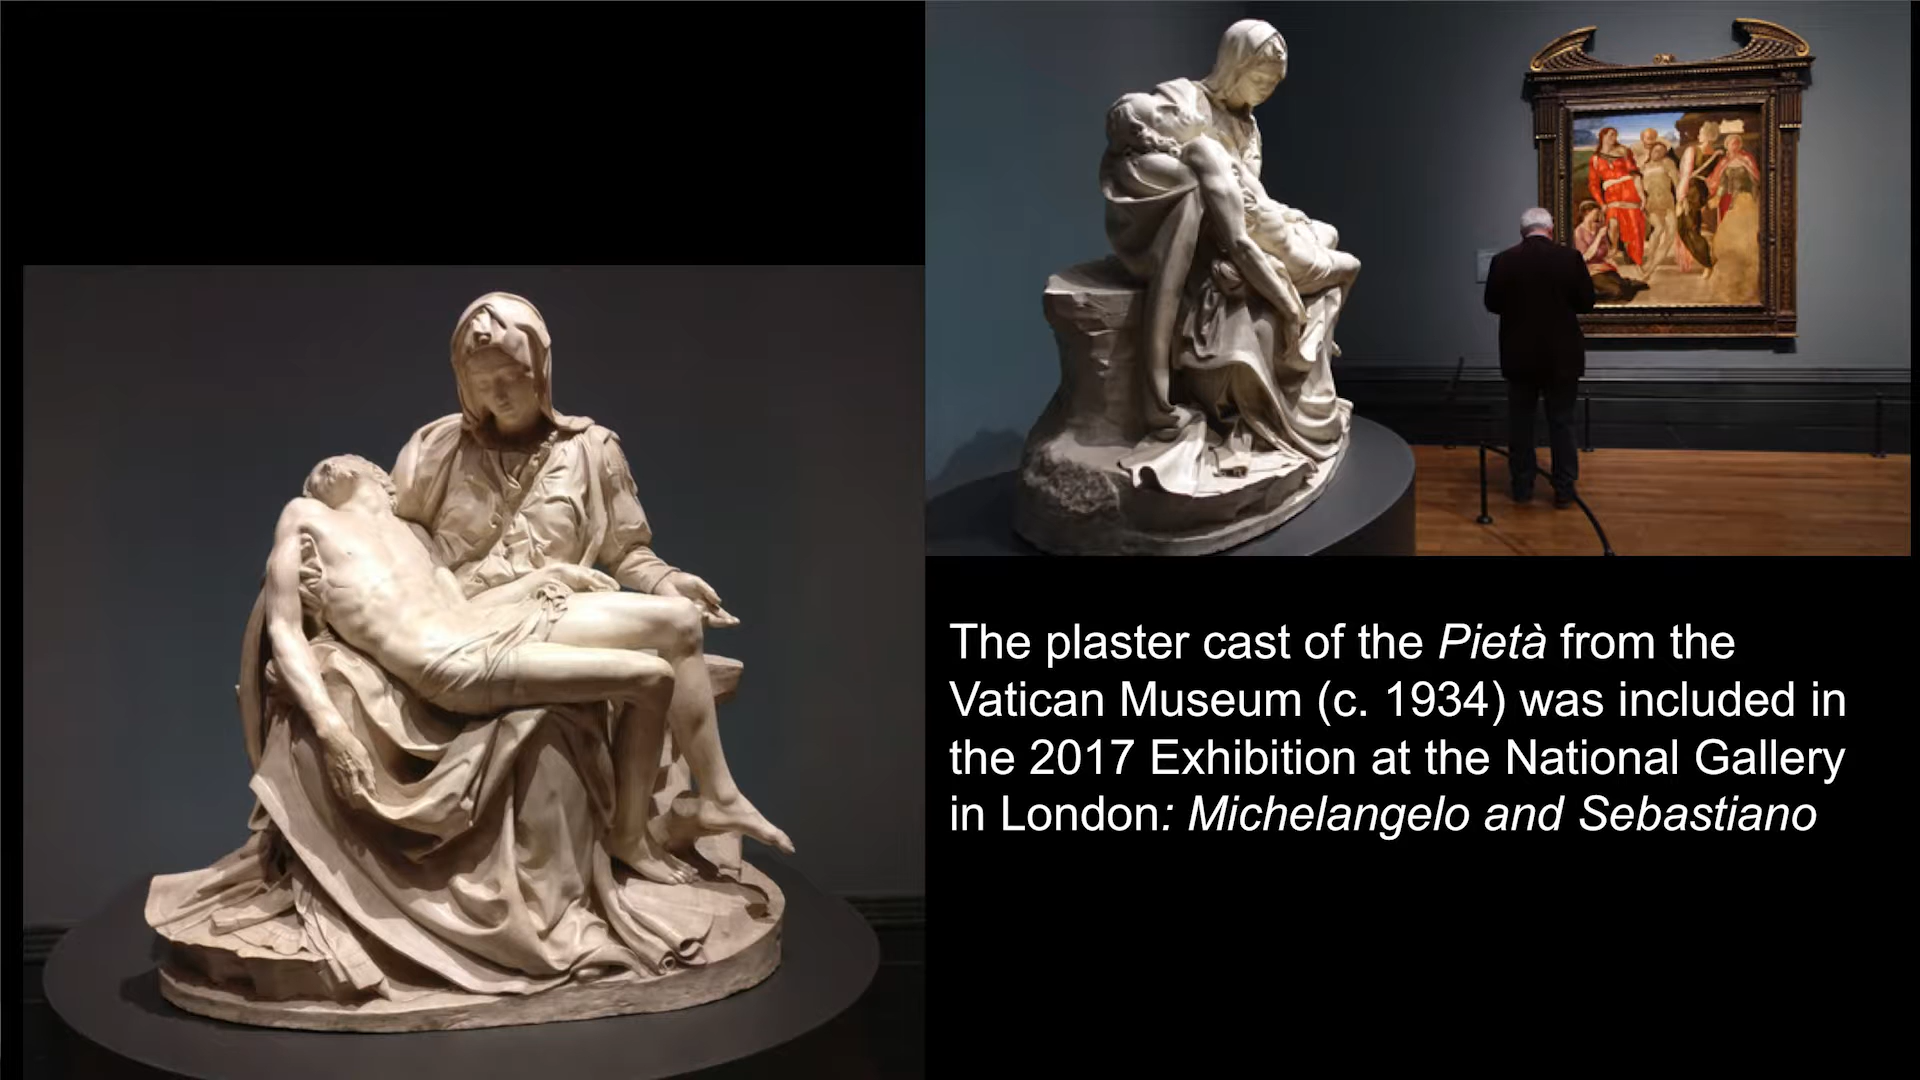 The plaster cast of the Pietà from the
Vatican Museum (c. 1934) was included in
the 2017 Exhibition at the National Gallery
in London: Michelangelo and Sebastiano